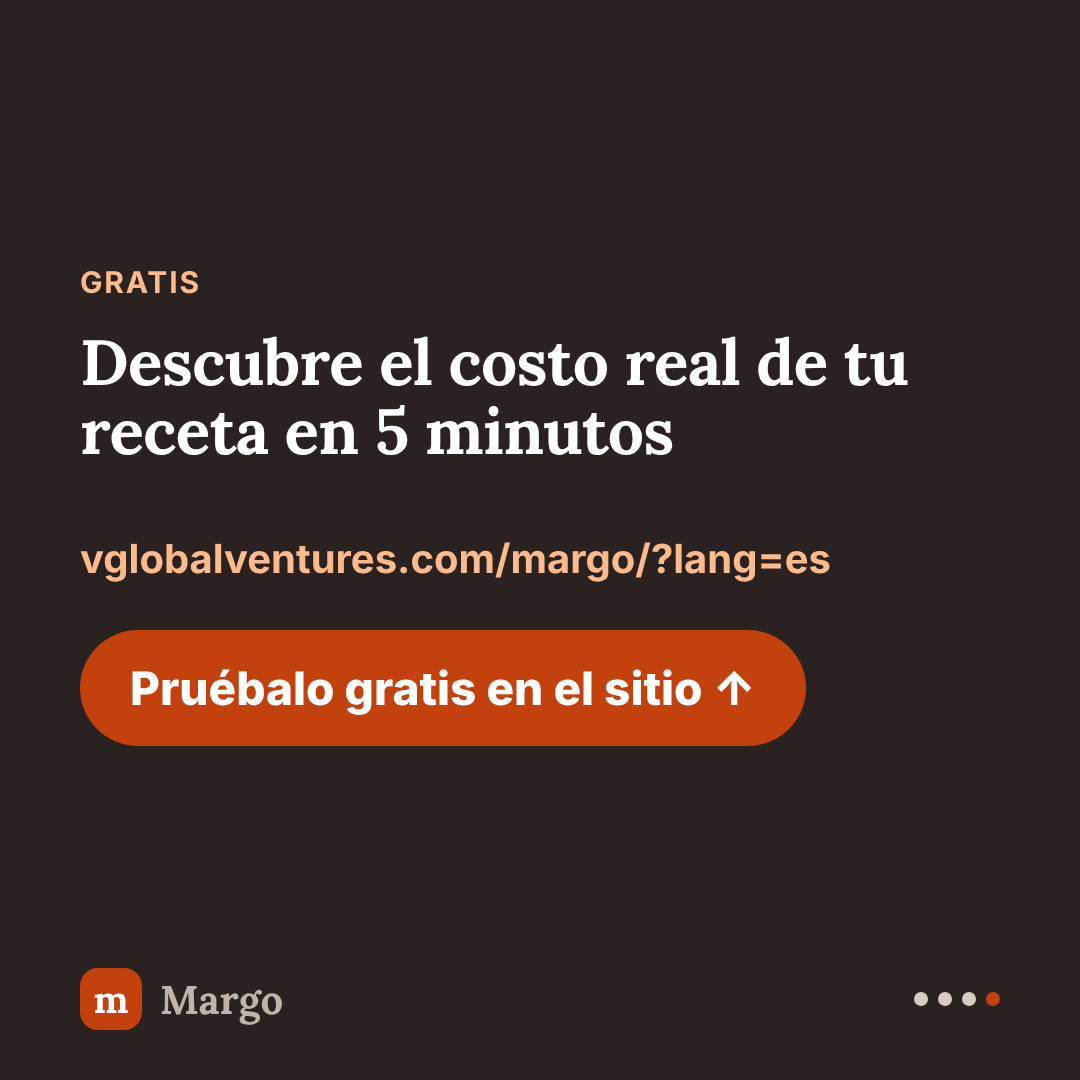 GRATIS
Descubre el costo real de tu
receta en 5 minutos
vglobalventures.com/margo/?lang=es
Pruébalo gratis en el sitio ↑
m Margo